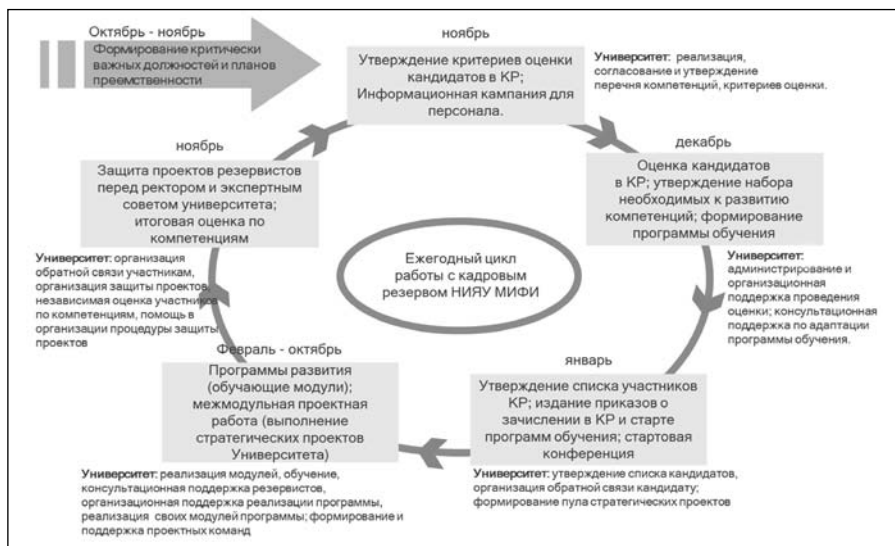 Октябрь - ноябрь
Формирование критически
важных должностей и планов
преемственности
ноябрь
Утверждение критериев оценки
кандидатов в КР;
Информационная кампания для
персонала.
Университет: реализация,
согласование и утверждение
перечня компетенций, критериев оценки.
декабрь
Оценка кандидатов
в КР; утверждение набора
необходимых к развитию
компетенций; формирование
программы обучения
Университет:
администрирование и
организационная
поддержка проведения
оценки; консультационная
поддержка по адаптации
программы обучения.
январь
Утверждение списка участников
КР; издание приказов о
зачислении в КР и старте
программ обучения; стартовая
конференция
Университет: утверждение списка кандидатов,
организация обратной связи кандидату;
формирование пула стратегических проектов
Февраль - октябрь
Программы развития
(обучающие модули);
межмодульная проектная
работа (выполнение
стратегических проектов
Университета)
Университет: реализация модулей, обучение,
консультационная поддержка резервистов,
организационная поддержка реализации программы,
реализация своих модулей программы; формирование и
поддержка проектных команд
ноябрь
Защита проектов резервистов
перед ректором и экспертным
советом университета;
итоговая оценка по
компетенциям
Университет: организация
обратной связи участникам,
организация защиты проектов,
независимая оценка участников
по компетенциям, помощь в
организации процедуры защиты
проектов
Ежегодный цикл
работы с кадровым
резервом НИЯУ МИФИ